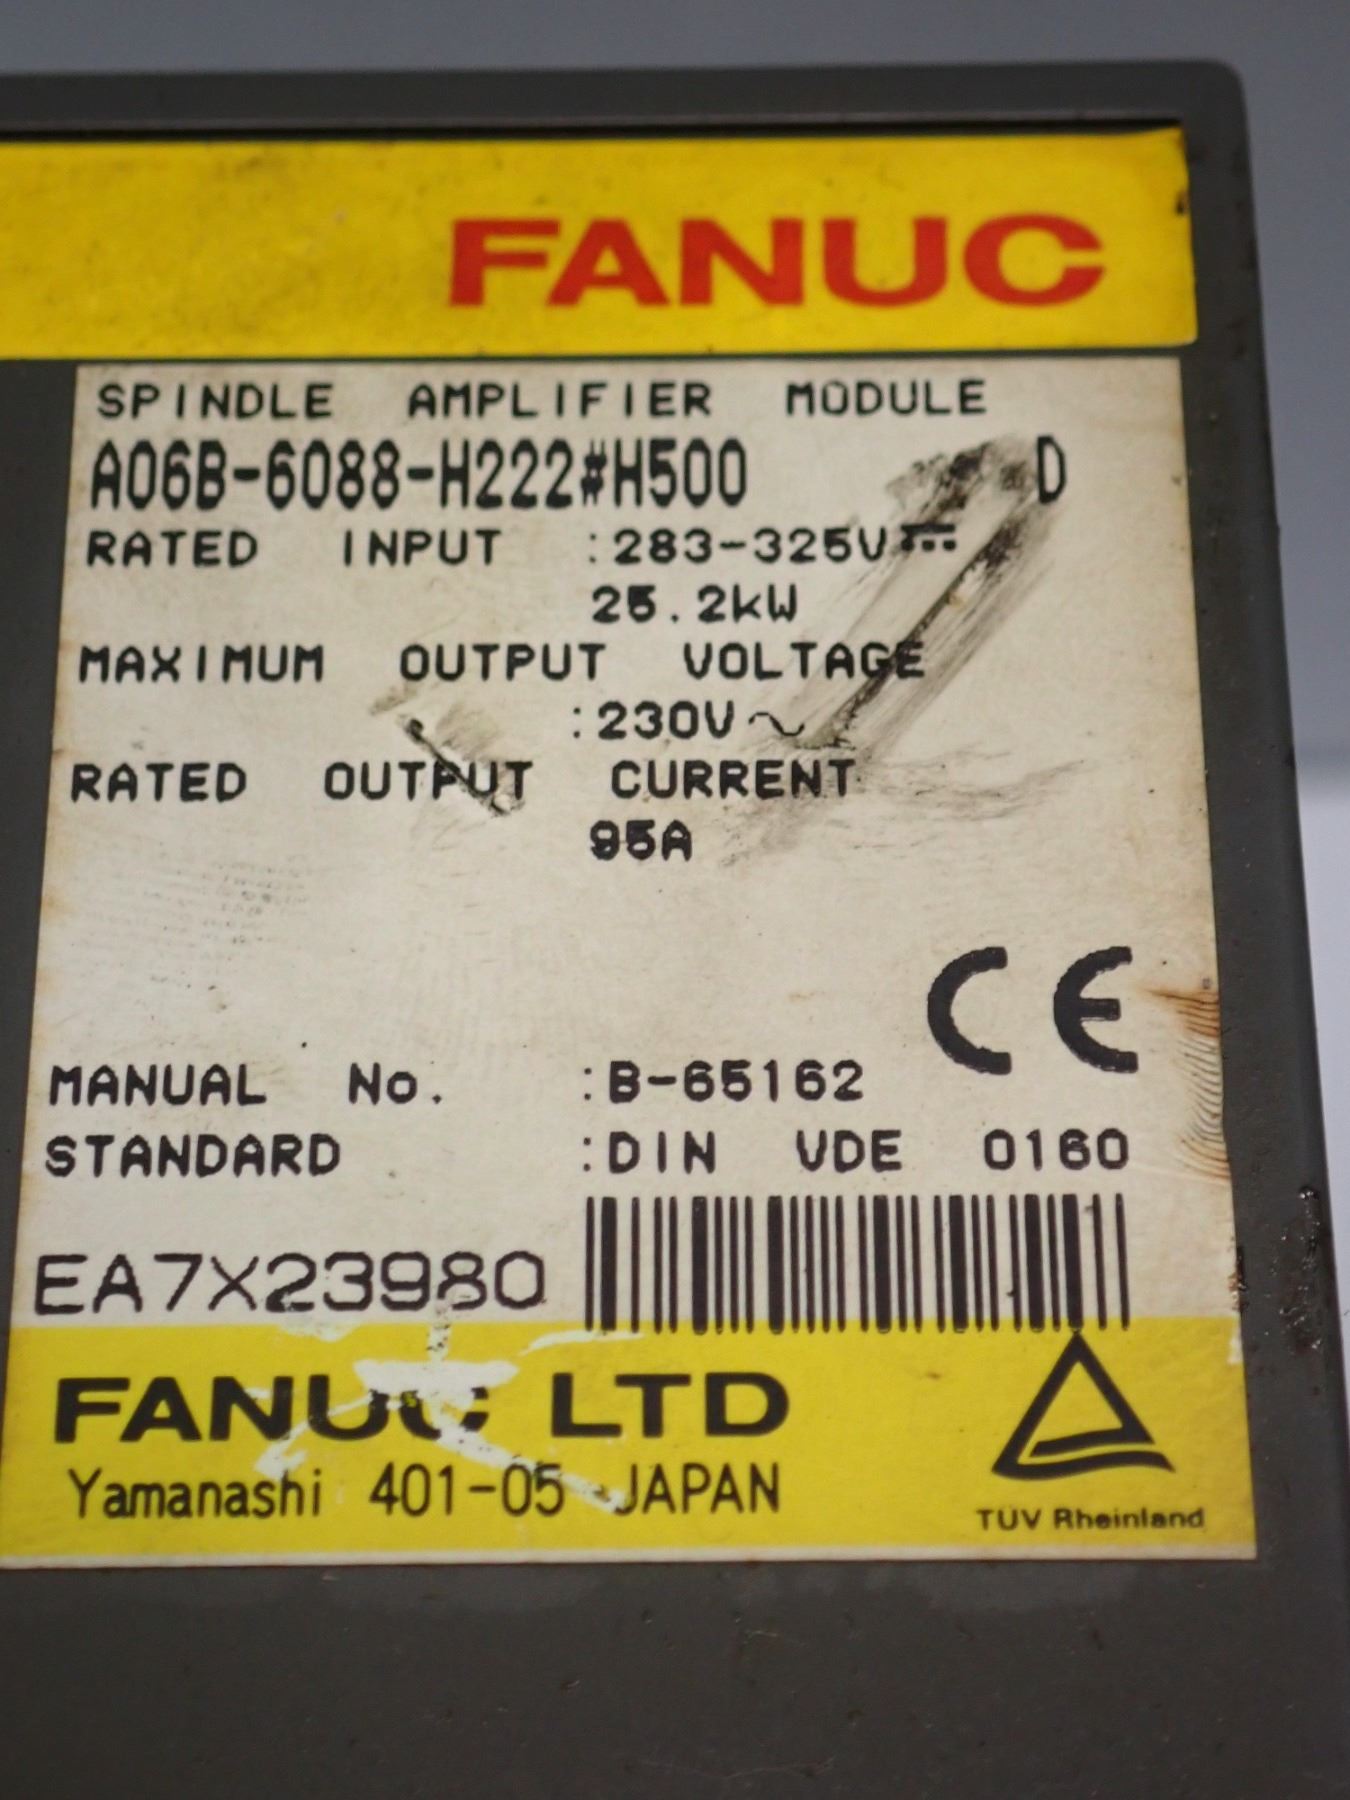 FANUC
SPINDLE AMPLIFIER MODULE
A06B-6088-H222#H500 D
RATED INPUT :283-325V⎓
25.2kW
MAXIMUM OUTPUT VOLTAGE
:230V~
RATED OUTPUT CURRENT
95A
CE
MANUAL No. :B-65162
STANDARD :DIN VDE 0160
EA7X23980
FANUC LTD
Yamanashi 401-05 JAPAN
TÜV Rheinland